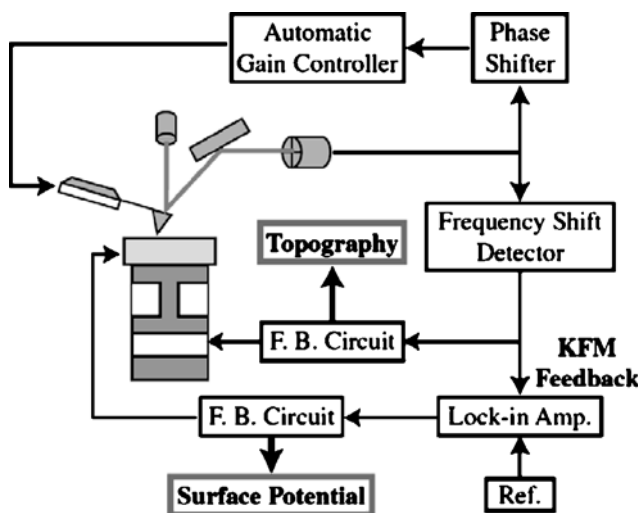 Automatic
Gain Controller
Phase
Shifter
Frequency Shift
Detector
Topography
F. B. Circuit
KFM
Feedback
F. B. Circuit
Lock-in Amp.
Surface Potential
Ref.